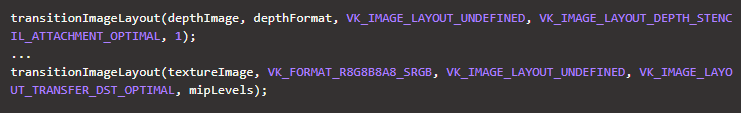 transitionImageLayout(depthImage, depthFormat, VK_IMAGE_LAYOUT_UNDEFINED, VK_IMAGE_LAYOUT_DEPTH_STENC
IL_ATTACHMENT_OPTIMAL, 1);
...
transitionImageLayout(textureImage, VK_FORMAT_R8G8B8A8_SRGB, VK_IMAGE_LAYOUT_UNDEFINED, VK_IMAGE_LAYO
UT_TRANSFER_DST_OPTIMAL, mipLevels);